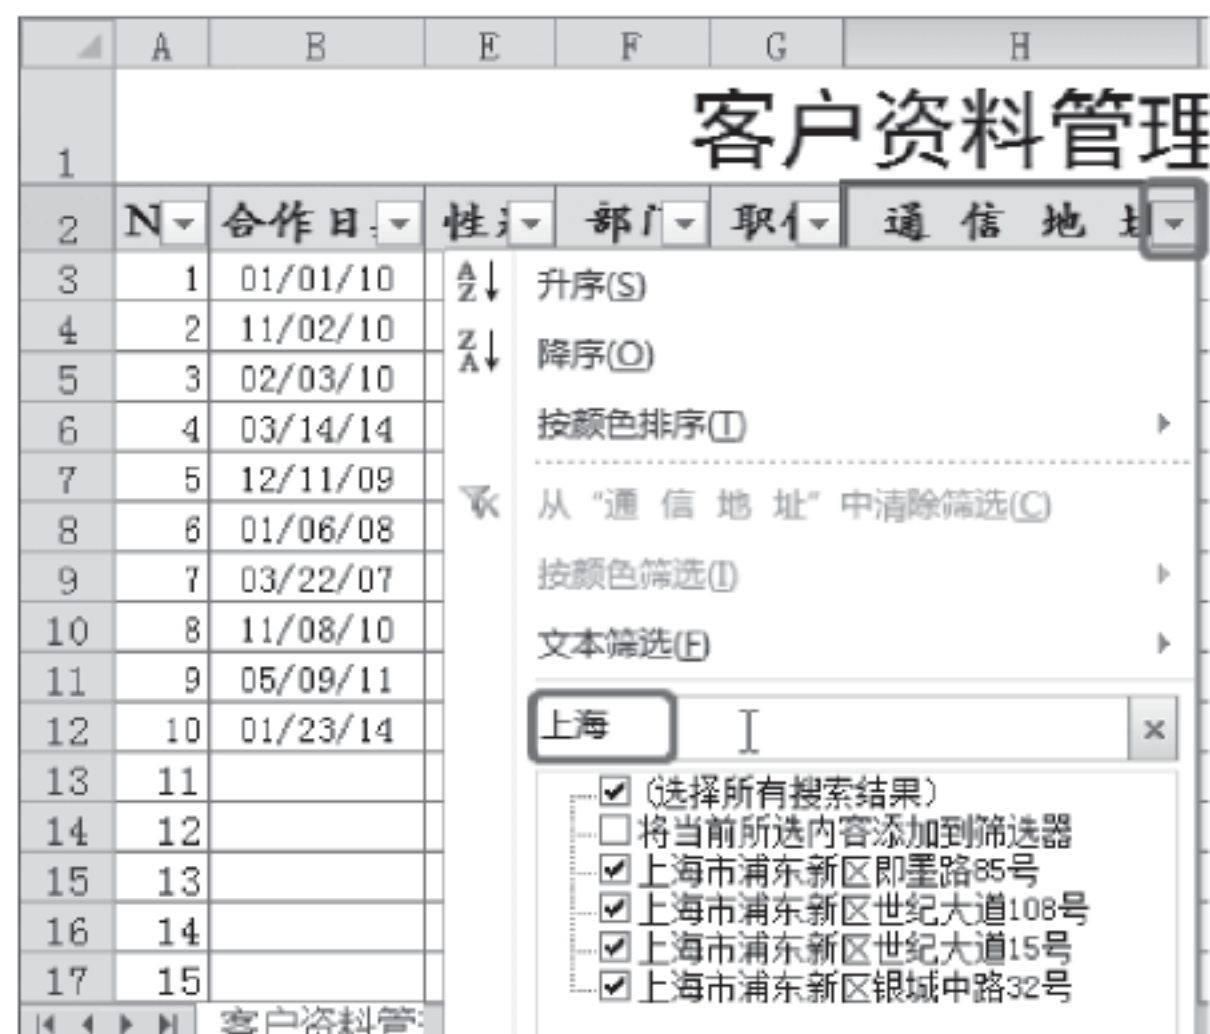 A B E F G H
1 客户资料管理
2 N 合作日 性 部门 职 通 信 地
3 1 01/01/10
升序(S)
4 2 11/02/10
降序(O)
5 3 02/03/10
6 4 03/14/14
按颜色排序(T)
7 5 12/11/09
从“通 信 地 址”中清除筛选(C)
8 6 01/06/08
9 7 03/22/07
按颜色筛选(I)
10 8 11/08/10
文本筛选(F)
11 9 05/09/11
12 10 01/23/14
上海
13 11
(选择所有搜索结果)
14 12
将当前所选内容添加到筛选器
15 13
上海市浦东新区即墨路85号
上海市浦东新区世纪大道108号
16 14
上海市浦东新区世纪大道15号
17 15
上海市浦东新区银城中路32号
客户资料管